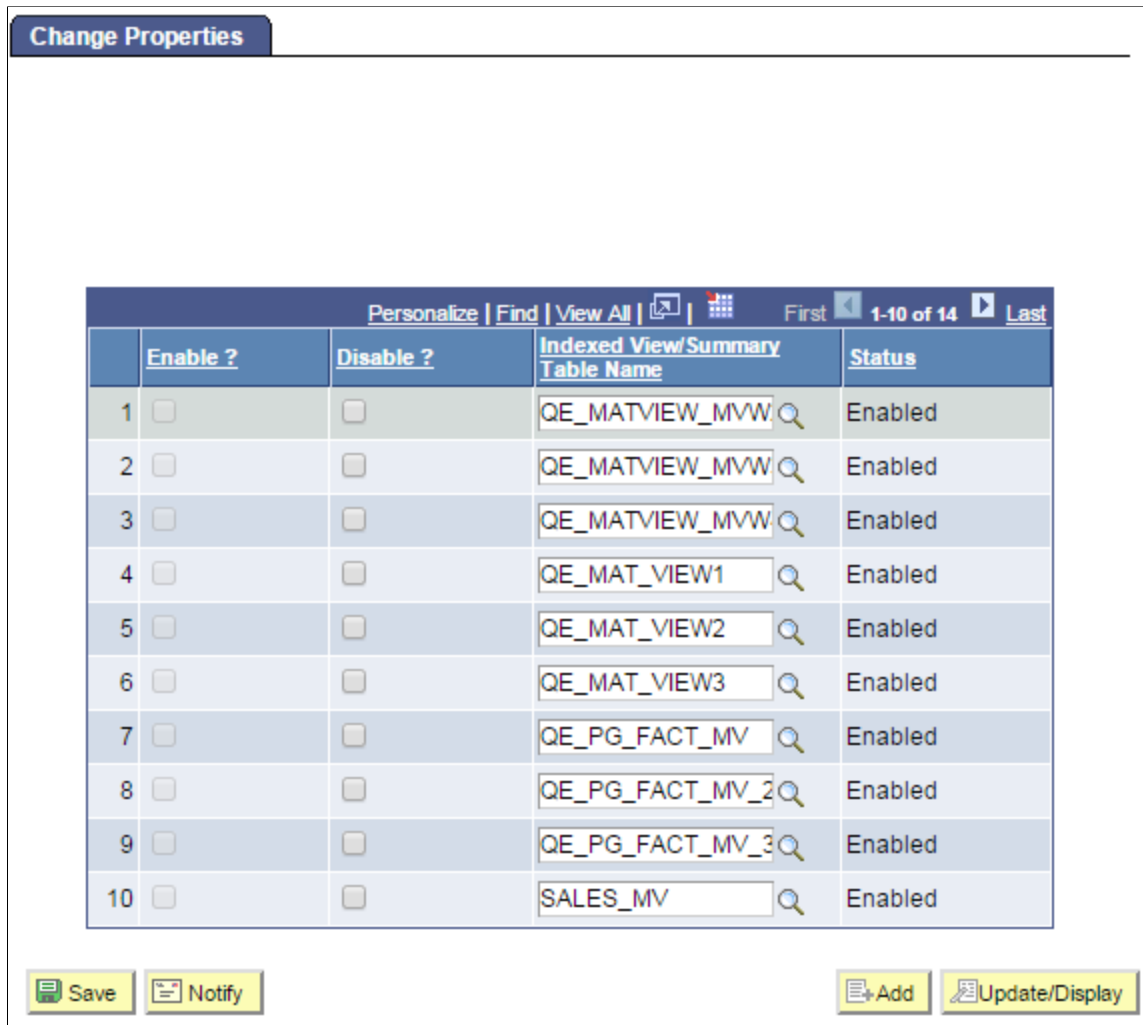 Change Properties
Personalize | Find | View All | | First 1-10 of 14 Last
Enable ? Disable ? Indexed View/Summary Table Name Status
1 QE_MATVIEW_MVW Enabled
2 QE_MATVIEW_MVW Enabled
3 QE_MATVIEW_MVW Enabled
4 QE_MAT_VIEW1 Enabled
5 QE_MAT_VIEW2 Enabled
6 QE_MAT_VIEW3 Enabled
7 QE_PG_FACT_MV Enabled
8 QE_PG_FACT_MV_2 Enabled
9 QE_PG_FACT_MV_3 Enabled
10 SALES_MV Enabled
Save Notify Add Update/Display